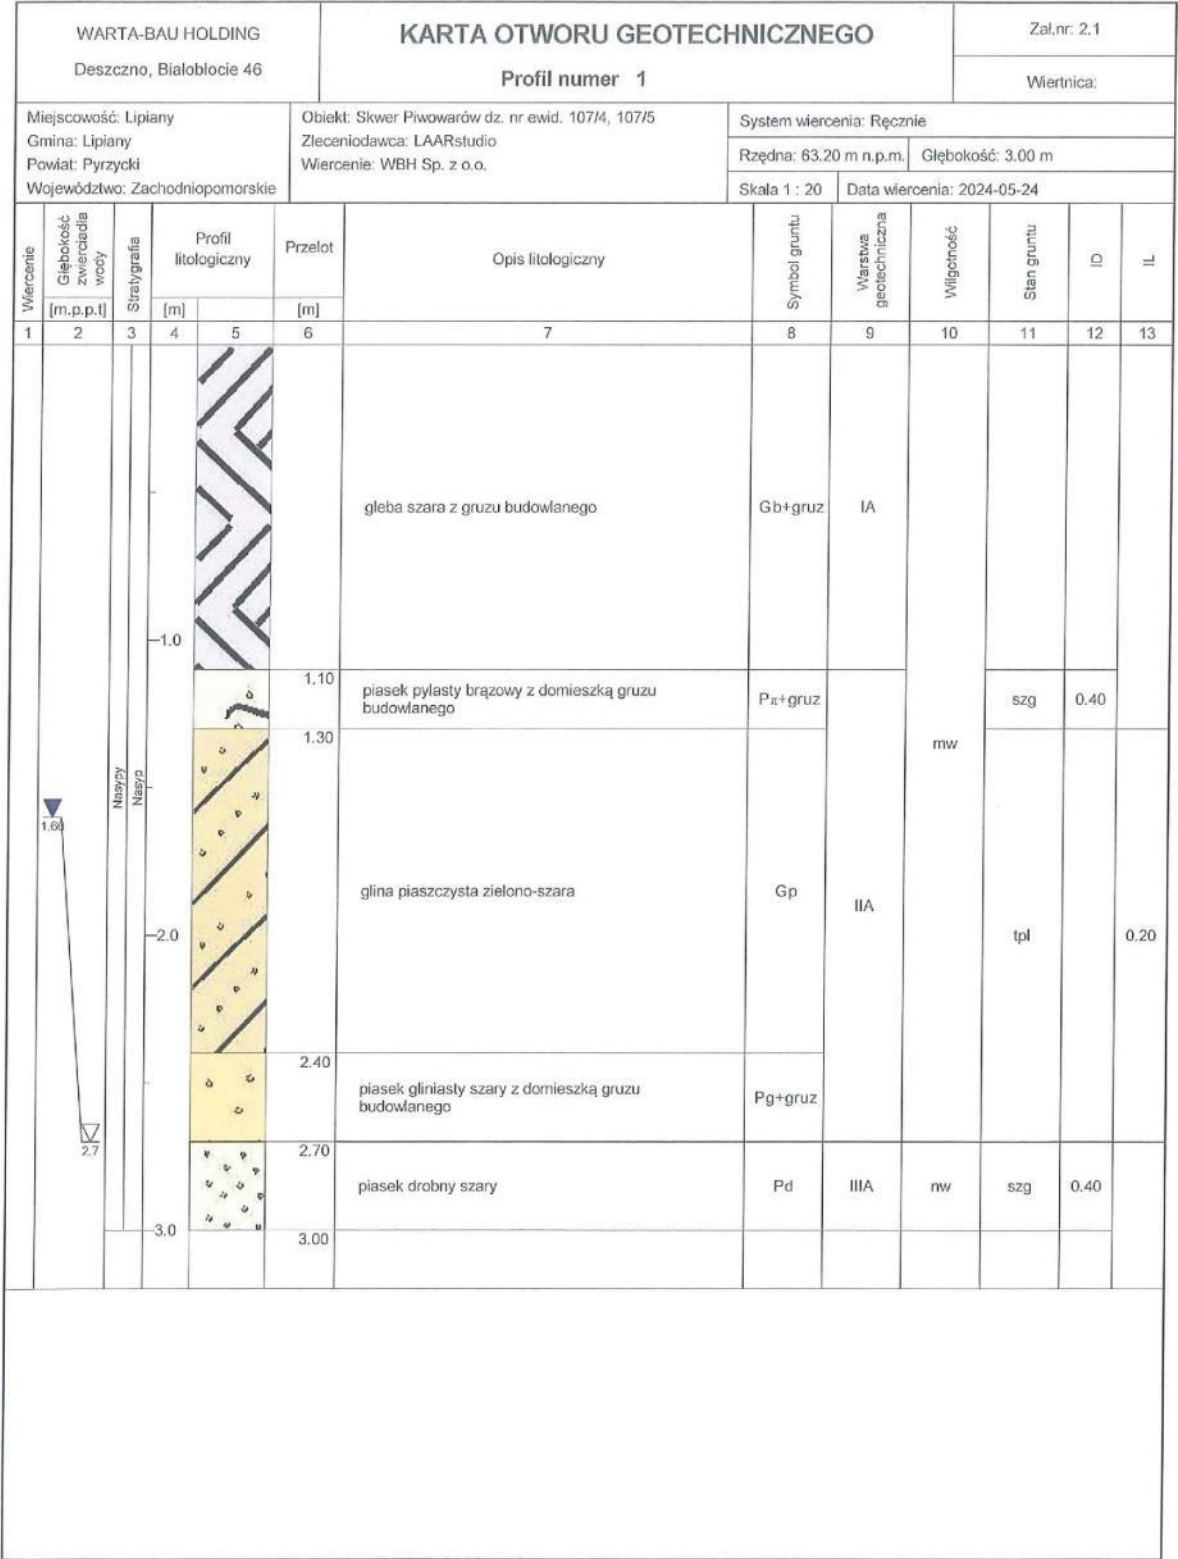 WARTA-BAU HOLDING
Deszczno, Białobłocie 46
KARTA OTWORU GEOTECHNICZNEGO
Profil numer 1
Zał.nr: 2.1
Wiertnica:
Miejscowość: Lipiany
Gmina: Lipiany
Powiat: Pyrzycki
Województwo: Zachodniopomorskie
Obiekt: Skwer Piwowarów dz. nr ewid. 107/4, 107/5
Zleceniodawca: LAARstudio
Wiercenie: WBH Sp. z o.o.
System wiercenia: Ręcznie
Rzędna: 63.20 m n.p.m.
Głębokość: 3.00 m
Skala 1 : 20
Data wiercenia: 2024-05-24
Wiercenie
Głębokość
zwierciadła
wody
[m.p.p.t]
Stratygrafia
Profil
litologiczny
[m]
Przelot
[m]
Opis litologiczny
Symbol gruntu
Warstwa
geotechniczna
Wilgotność
Stan gruntu
ID
IL
1 2 3 4 5 6 7 8 9 10 11 12 13
gleba szara z gruzu budowlanego
Gb+gruz
IA
1.0
1.10
piasek pylasty brązowy z domieszką gruzu
budowlanego
Pπ+gruz
szg
0.40
1.30
mw
Nasypy
Nasyp
1.60
glina piaszczysta zielono-szara
Gp
IIA
2.0
tpl
0.20
2.40
piasek gliniasty szary z domieszką gruzu
budowlanego
Pg+gruz
2.7
2.70
piasek drobny szary
Pd
IIIA
nw
szg
0.40
3.0
3.00